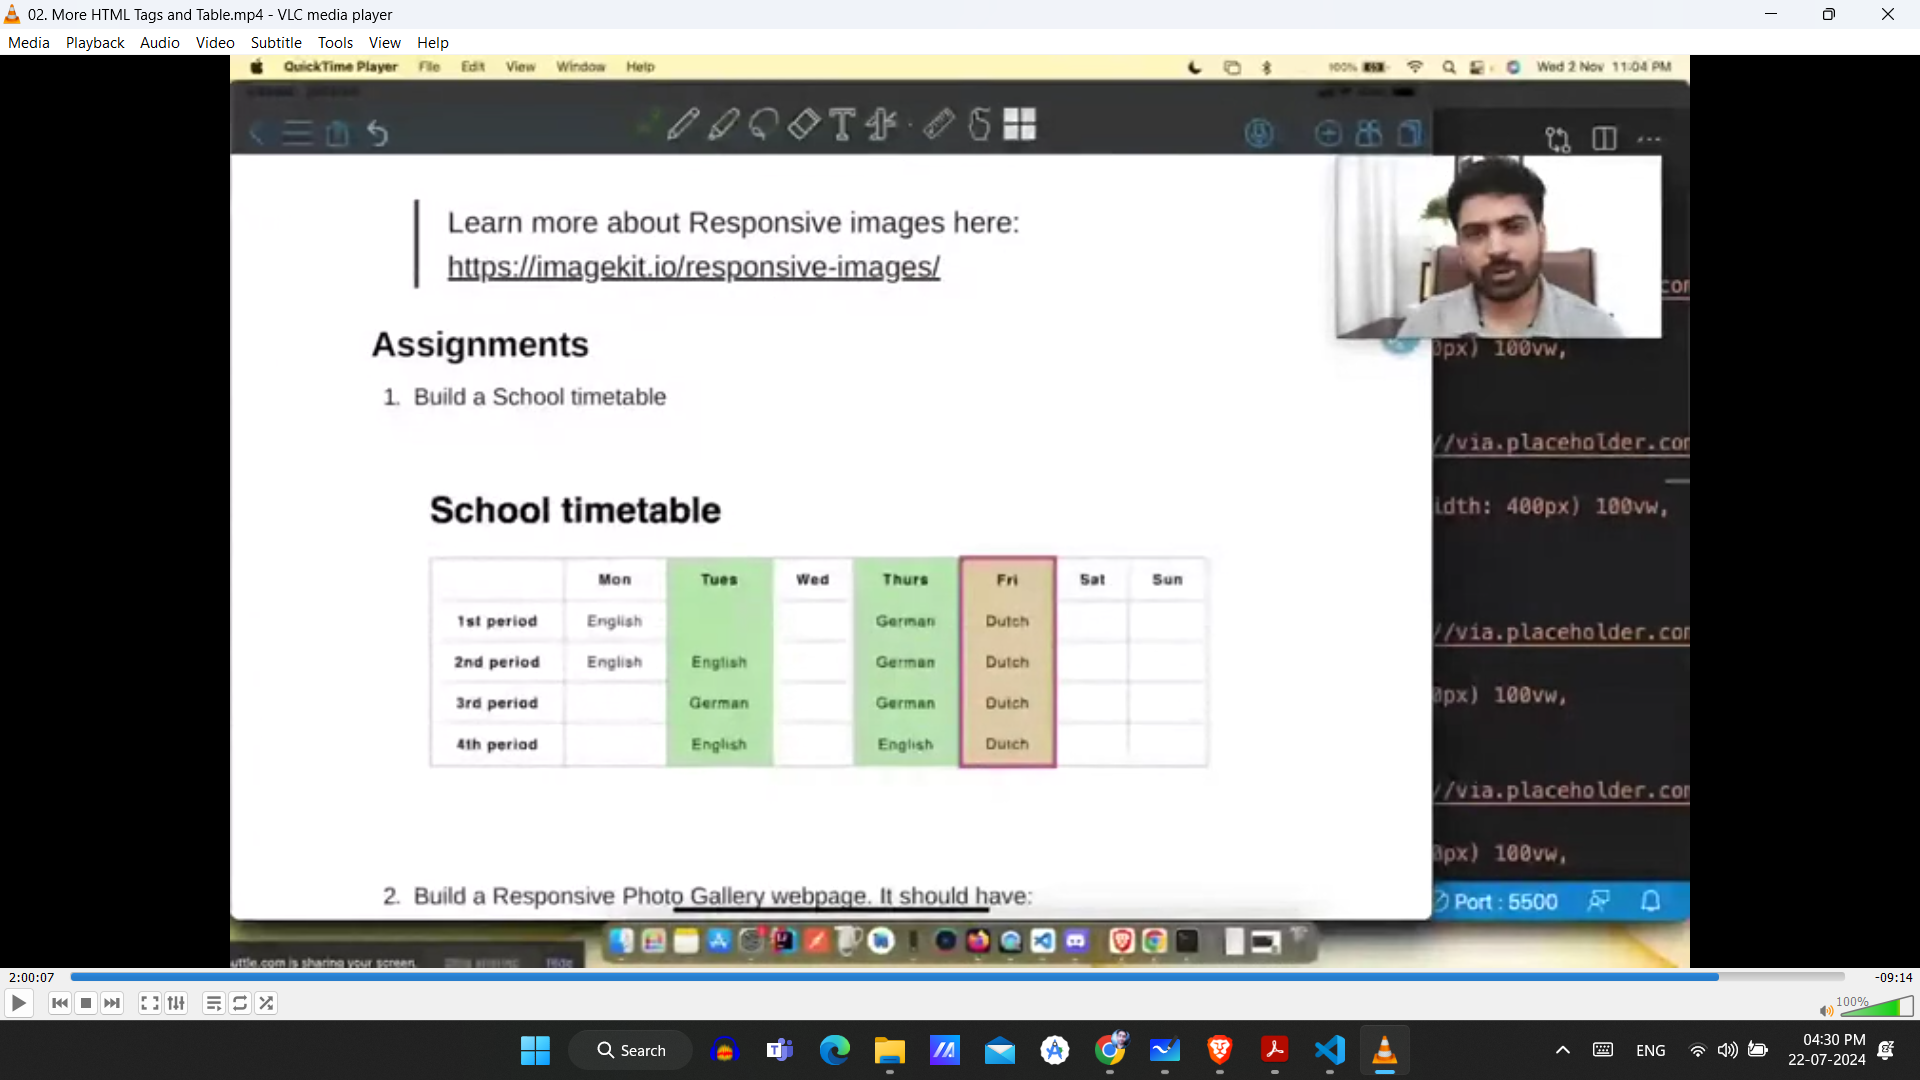 02. More HTML Tags and Table.mp4 - VLC media player
Media Playback Audio Video Subtitle Tools View Help
QuickTime Player File Edit View Window Help
100% Wed 2 Nov 11:04 PM
Learn more about Responsive images here:
https://imagekit.io/responsive-images/
Assignments
1. Build a School timetable
School timetable
Mon Tues Wed Thurs Fri Sat Sun
1st period English German Dutch
2nd period English English German Dutch
3rd period German German Dutch
4th period English English Dutch
2. Build a Responsive Photo Gallery webpage. It should have:
0px) 100vw,
//via.placeholder.con
idth: 400px) 100vw,
//via.placeholder.con
0px) 100vw,
//via.placeholder.con
0px) 100vw,
Port : 5500
uttle.com is sharing your screen. Stop sharing Hide
2:00:07 -09:14
100%
Search
ENG
04:30 PM
22-07-2024